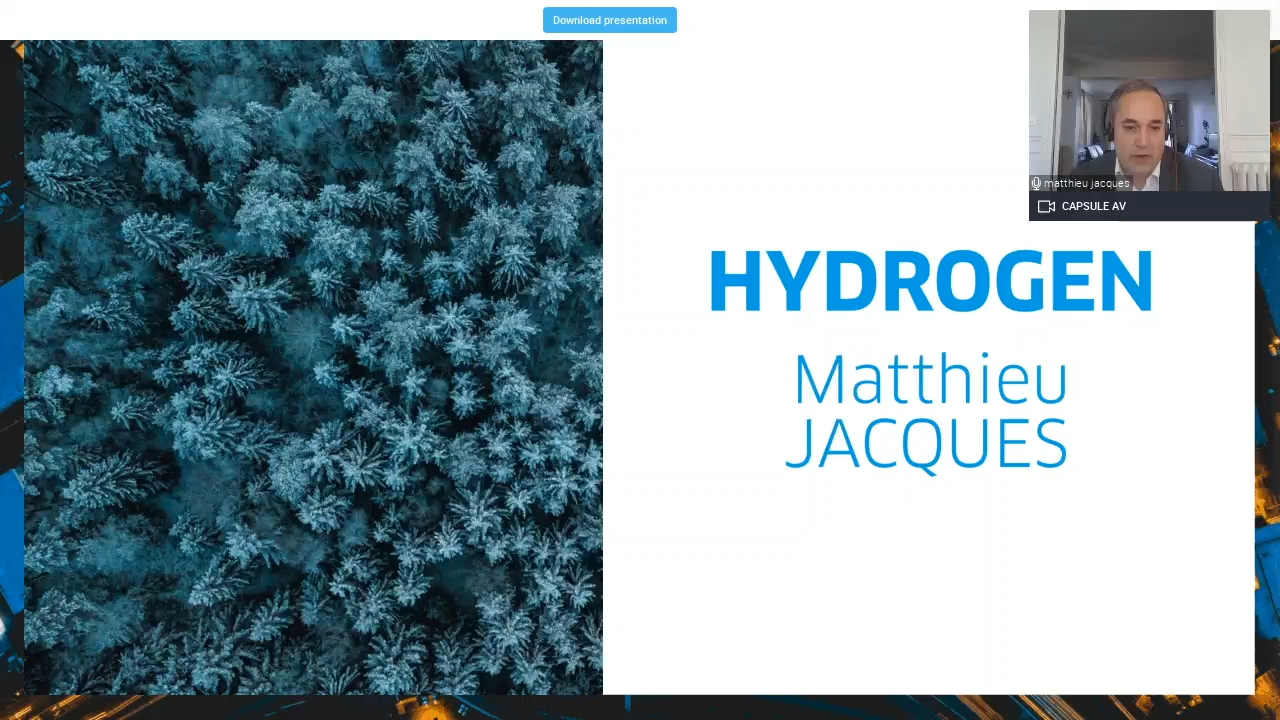 Download presentation
matthieu jacques
CAPSULE AV
HYDROGEN
Matthieu
JACQUES